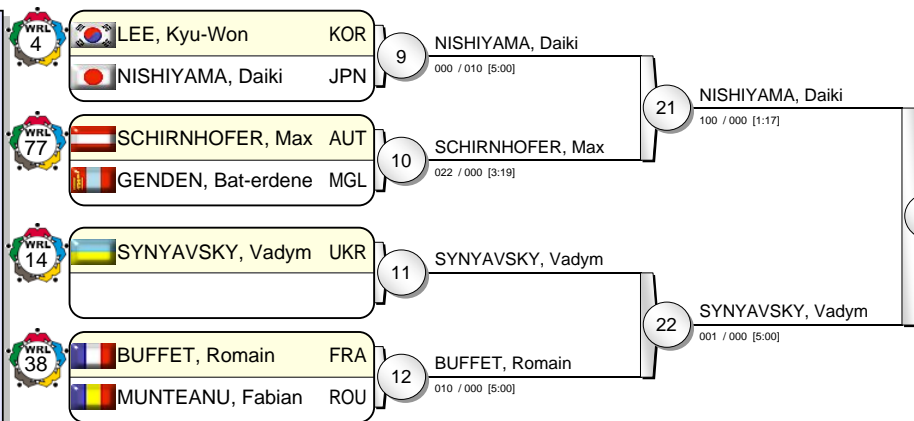 WRL
4
LEE, Kyu-Won KOR
NISHIYAMA, Daiki JPN
9
NISHIYAMA, Daiki
000 / 010 [5:00]
WRL
77
SCHIRNHOFER, Max AUT
GENDEN, Bat-erdene MGL
10
SCHIRNHOFER, Max
022 / 000 [3:19]
21
NISHIYAMA, Daiki
100 / 000 [1:17]
WRL
14
SYNYAVSKY, Vadym UKR
11
SYNYAVSKY, Vadym
WRL
38
BUFFET, Romain FRA
MUNTEANU, Fabian ROU
12
BUFFET, Romain
010 / 000 [5:00]
22
SYNYAVSKY, Vadym
001 / 000 [5:00]